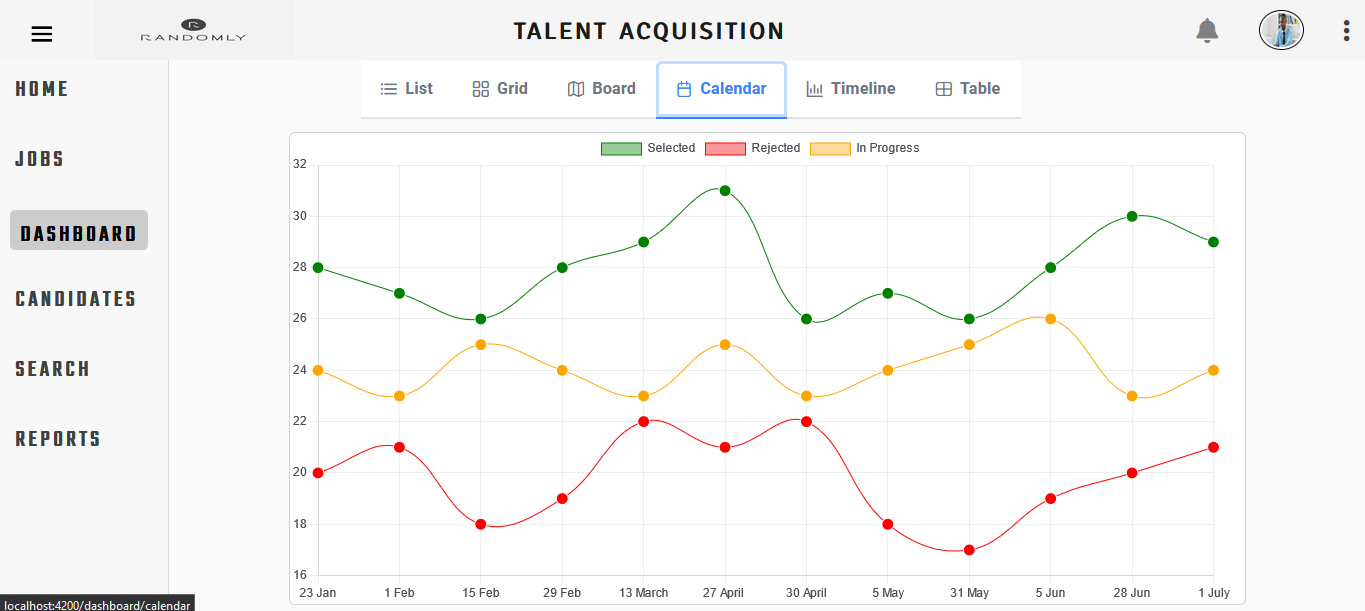 R
RANDOMLY
TALENT ACQUISITION
HOME
JOBS
DASHBOARD
CANDIDATES
SEARCH
REPORTS
List Grid Board Calendar Timeline Table
Selected Rejected In Progress
32
30
28
26
24
22
20
18
16
23 Jan 1 Feb 15 Feb 29 Feb 13 March 27 April 30 April 5 May 31 May 5 Jun 28 Jun 1 July
localhost:4200/dashboard/calendar